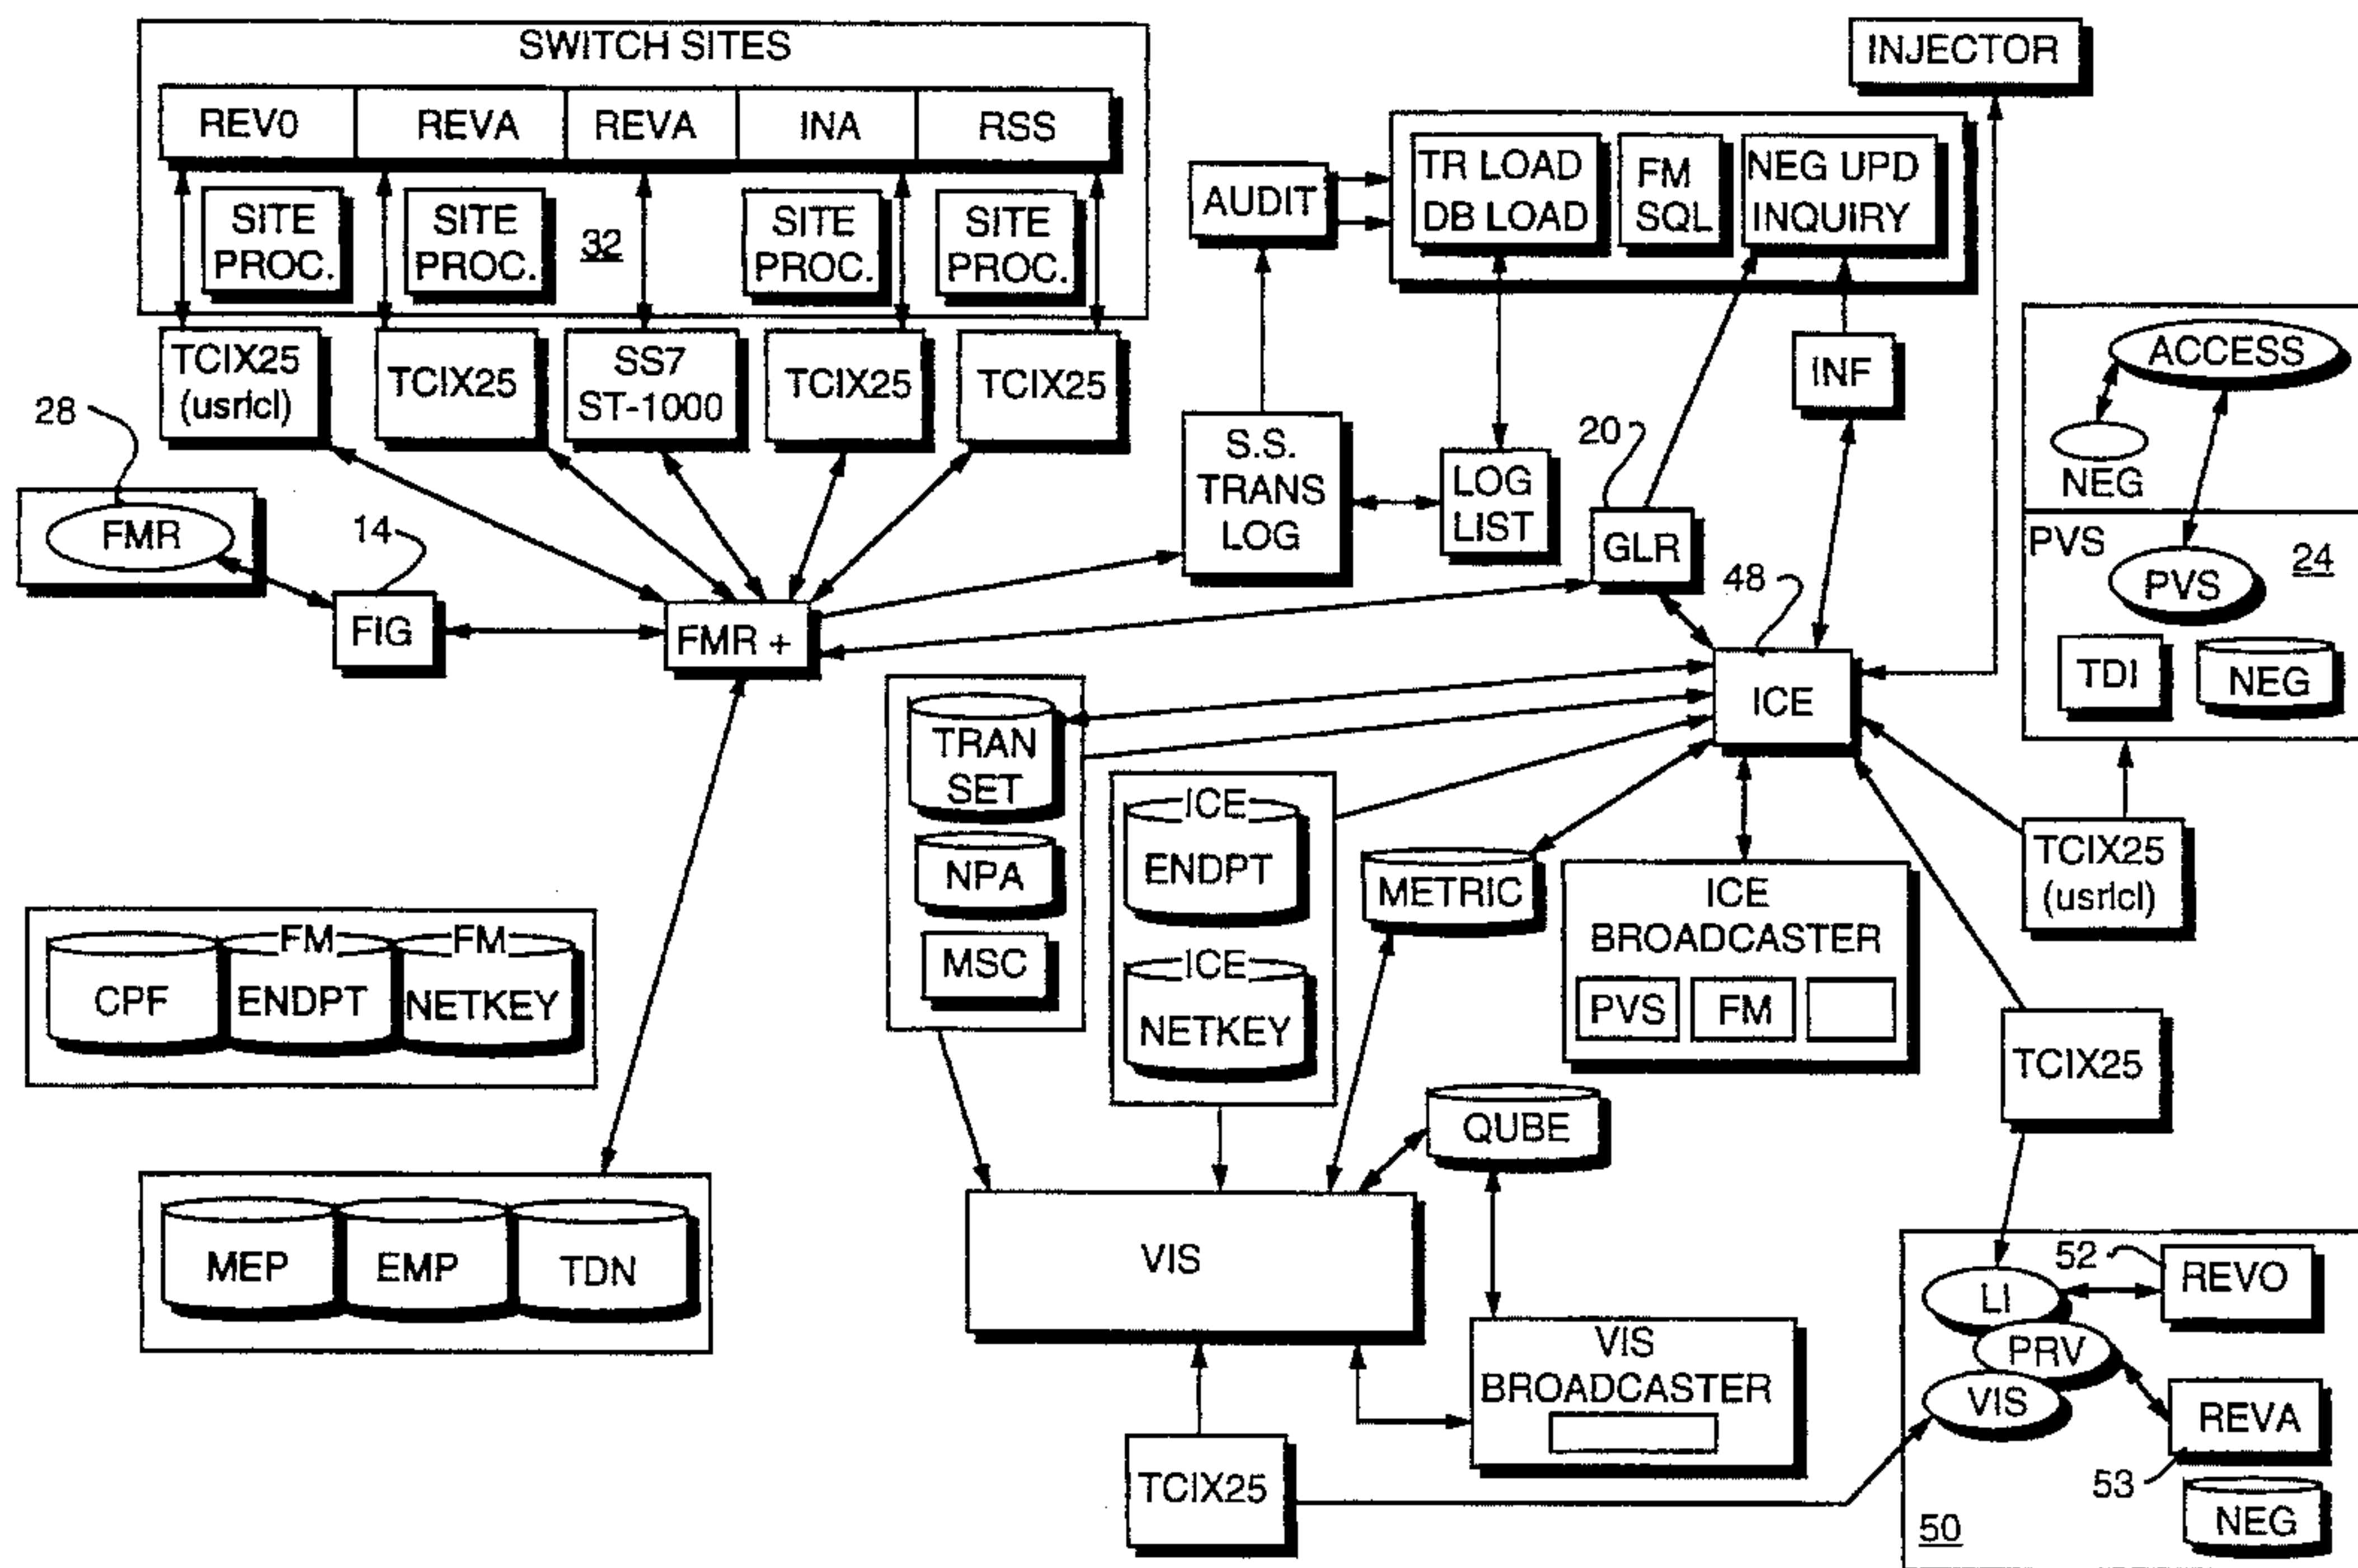 SWITCH SITES
REV0
REVA
REVA
INA
RSS
SITE
PROC.
SITE
PROC.
32
SITE
PROC.
SITE
PROC.
TCIX25
(usricl)
TCIX25
SS7
ST-1000
TCIX25
TCIX25
28
FMR
14
FIG
FMR +
INJECTOR
AUDIT
TR LOAD
DB LOAD
FM
SQL
NEG UPD
INQUIRY
INF
S.S.
TRANS
LOG
LOG
LIST
20
GLR
48
ICE
ACCESS
NEG
PVS
24
PVS
TDI
NEG
TCIX25
(usricl)
TRAN
SET
NPA
MSC
ICE
ENDPT
ICE
NETKEY
METRIC
ICE
BROADCASTER
PVS
FM
TCIX25
CPF
FM
ENDPT
FM
NETKEY
MEP
EMP
TDN
QUBE
VIS
VIS
BROADCASTER
TCIX25
LI
52
REVO
PRV
VIS
REVA
53
NEG
50